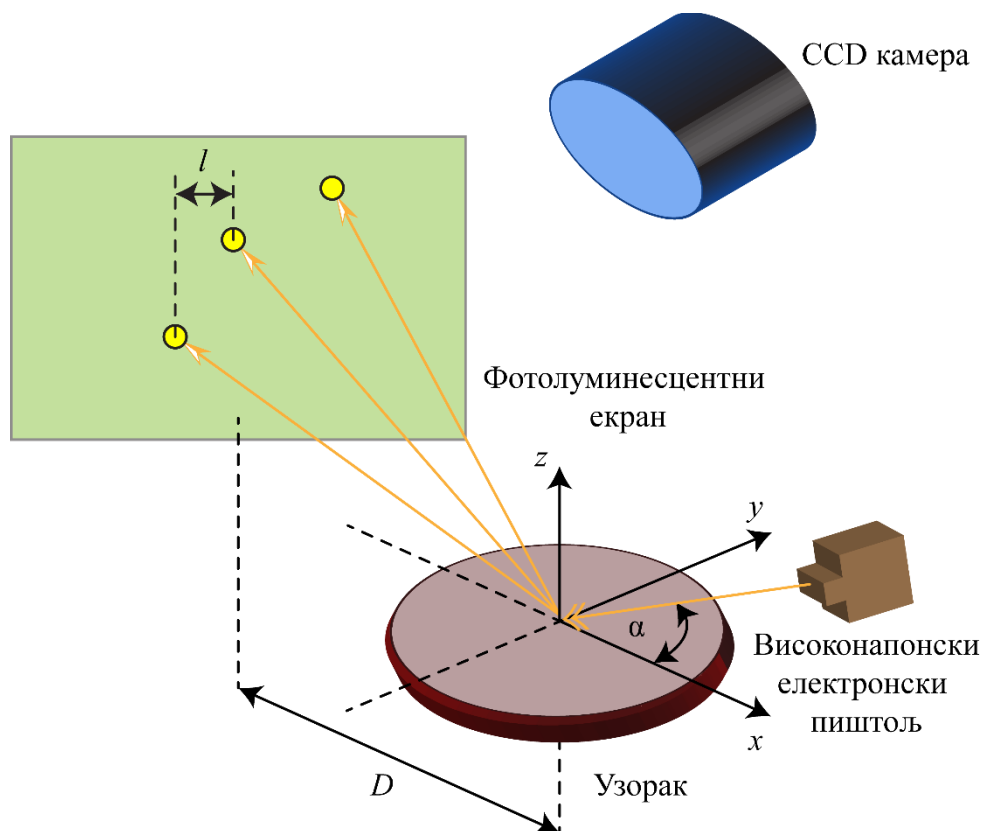 CCD камера
l
Фотолуминесцентни
екран
z
y
α
Високонапонски
електронски
пиштољ
x
D
Узорак